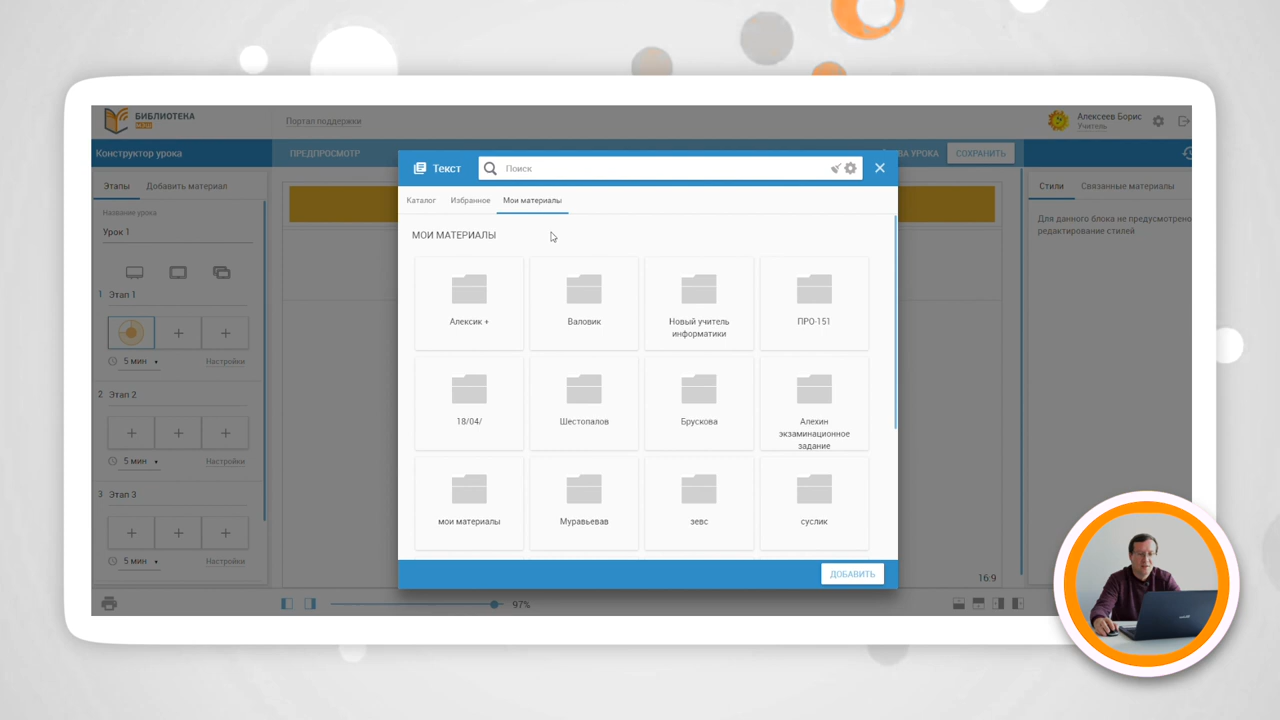 БИБЛИОТЕКА
МЭШ
Портал поддержки
Алексеев Борис
Учитель
Конструктор урока
ПРЕДПРОСМОТР
УРОКА
СОХРАНИТЬ
Текст
Поиск
Этапы
Добавить материал
Каталог
Избранное
Мои материалы
Стили
Связанные материалы
Название урока
Урок 1
Для данного блока не предусмотрено
редактирование стилей
МОИ МАТЕРИАЛЫ
1 Этап 1
5 мин
Настройки
2 Этап 2
5 мин
Настройки
3 Этап 3
5 мин
Настройки
Алексик +
Валовик
Новый учитель
информатики
ПРО-151
18/04/
Шестопалов
Брускова
Алехин
экзаминационное
задание
мои материалы
Муравьевав
зевс
суслик
ДОБАВИТЬ
16:9
97%